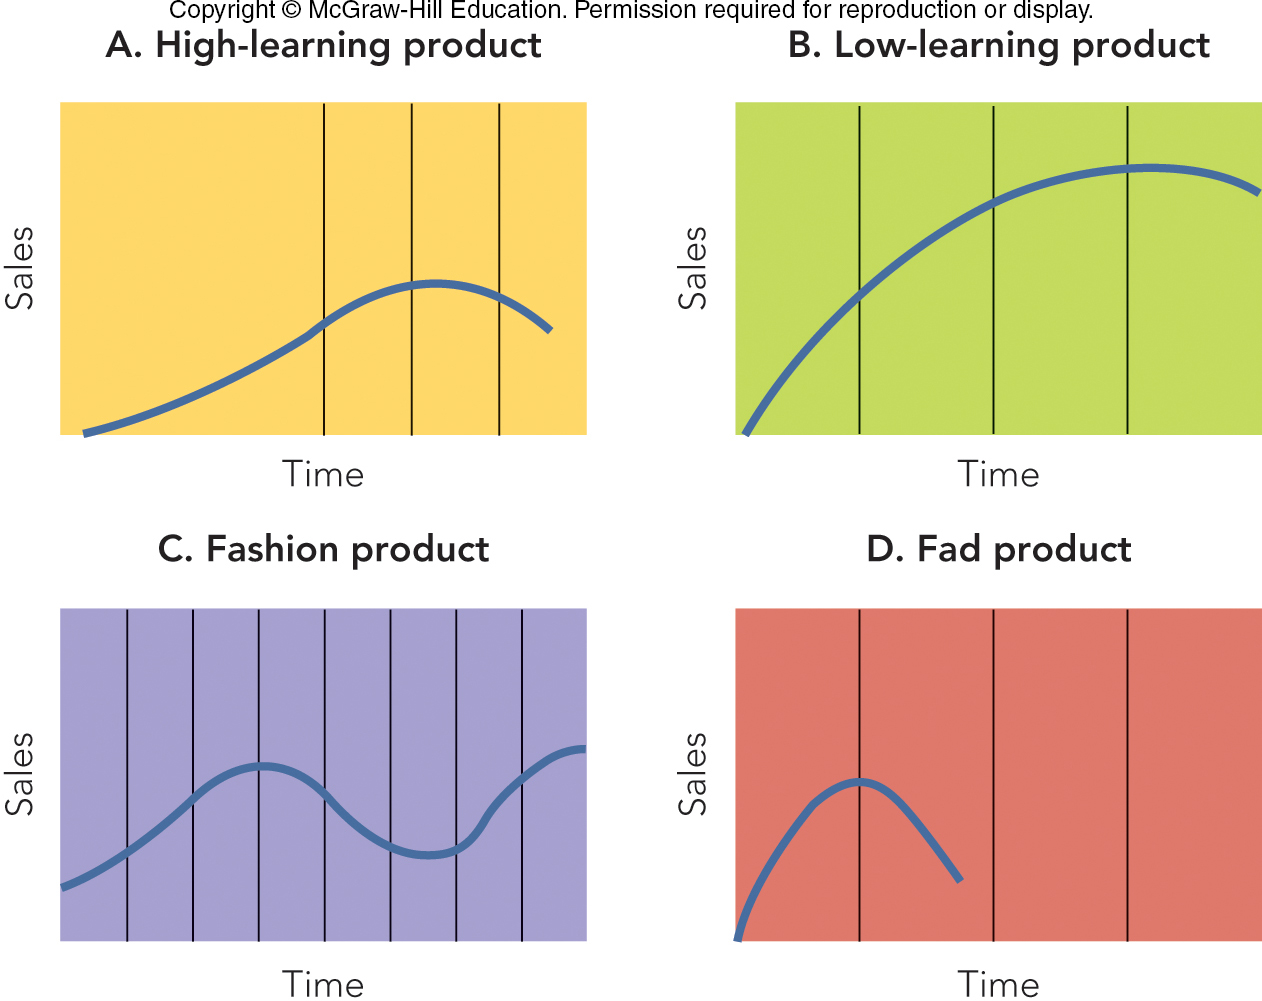 Copyright © McGraw-Hill Education. Permission required for reproduction or display.
A. High-learning product
B. Low-learning product
Sales
Sales
Time
Time
C. Fashion product
D. Fad product
Sales
Sales
Time
Time